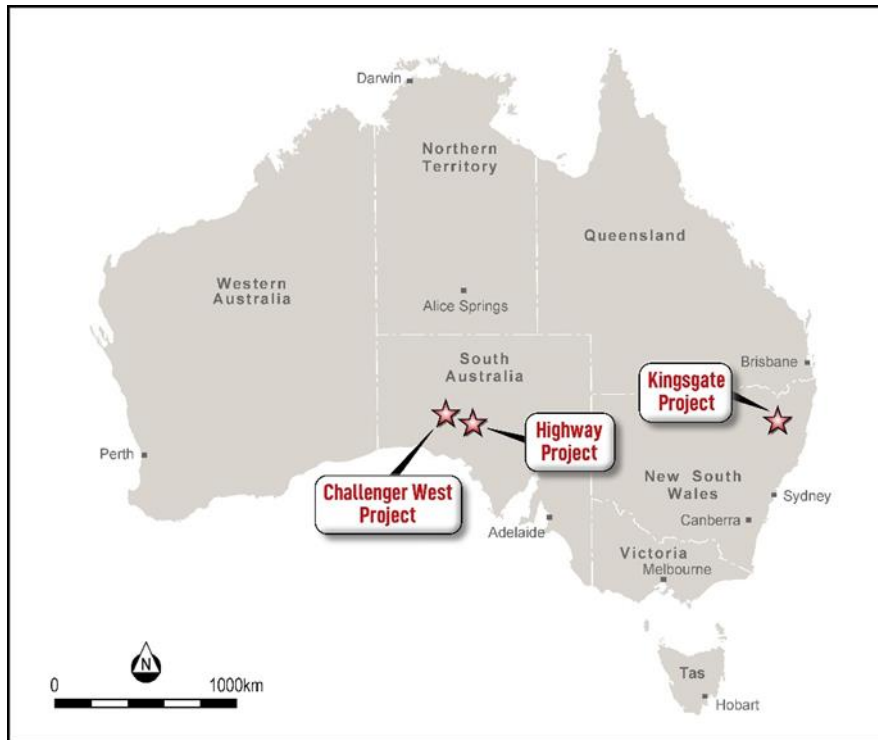 Darwin
Northern
Territory
Queensland
Western
Australia
Alice Springs
South
Australia
Brisbane
Kingsgate
Project
Highway
Project
Perth
Challenger West
Project
New South
Wales
Sydney
Canberra
Adelaide
Victoria
Melbourne
N
0
1000km
Tas
Hobart